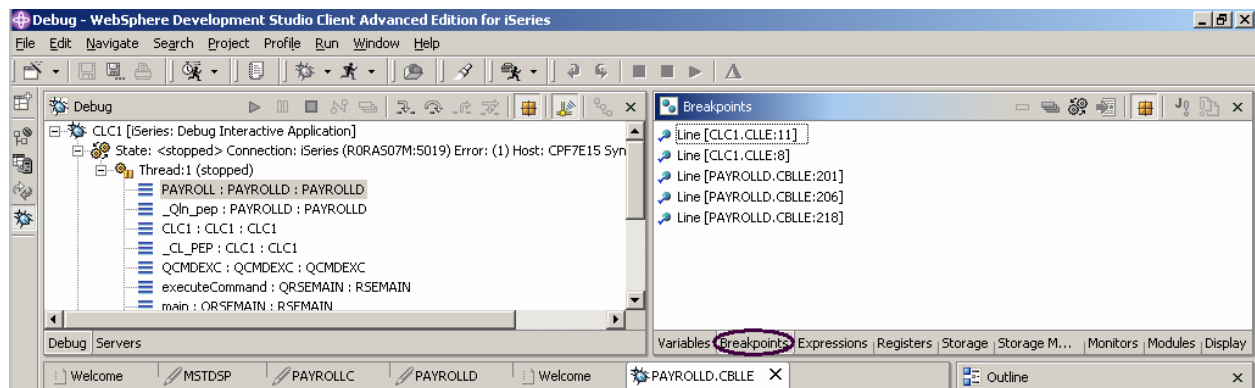 Debug - WebSphere Development Studio Client Advanced Edition for iSeries
File Edit Navigate Search Project Profile Run Window Help
Debug
CLC1 [iSeries: Debug Interactive Application]
State: <stopped> Connection: iSeries (R0RAS07M:5019) Error: (1) Host: CPF7E15 Syn
Thread:1 (stopped)
PAYROLL : PAYROLLD : PAYROLLD
_Qln_pep : PAYROLLD : PAYROLLD
CLC1 : CLC1 : CLC1
_CL_PEP : CLC1 : CLC1
QCMDEXC : QCMDEXC : QCMDEXC
executeCommand : QRSEMAIN : RSEMAIN
main : QRSEMAIN : RSEMAIN
Debug Servers
Breakpoints
Line [CLC1.CLLE:11]
Line [CLC1.CLLE:8]
Line [PAYROLLD.CBLLE:201]
Line [PAYROLLD.CBLLE:206]
Line [PAYROLLD.CBLLE:218]
Variables Breakpoints Expressions Registers Storage Storage M... Monitors Modules Display
Welcome MSTDSP PAYROLLC PAYROLLD Welcome PAYROLLD.CBLLE
Outline